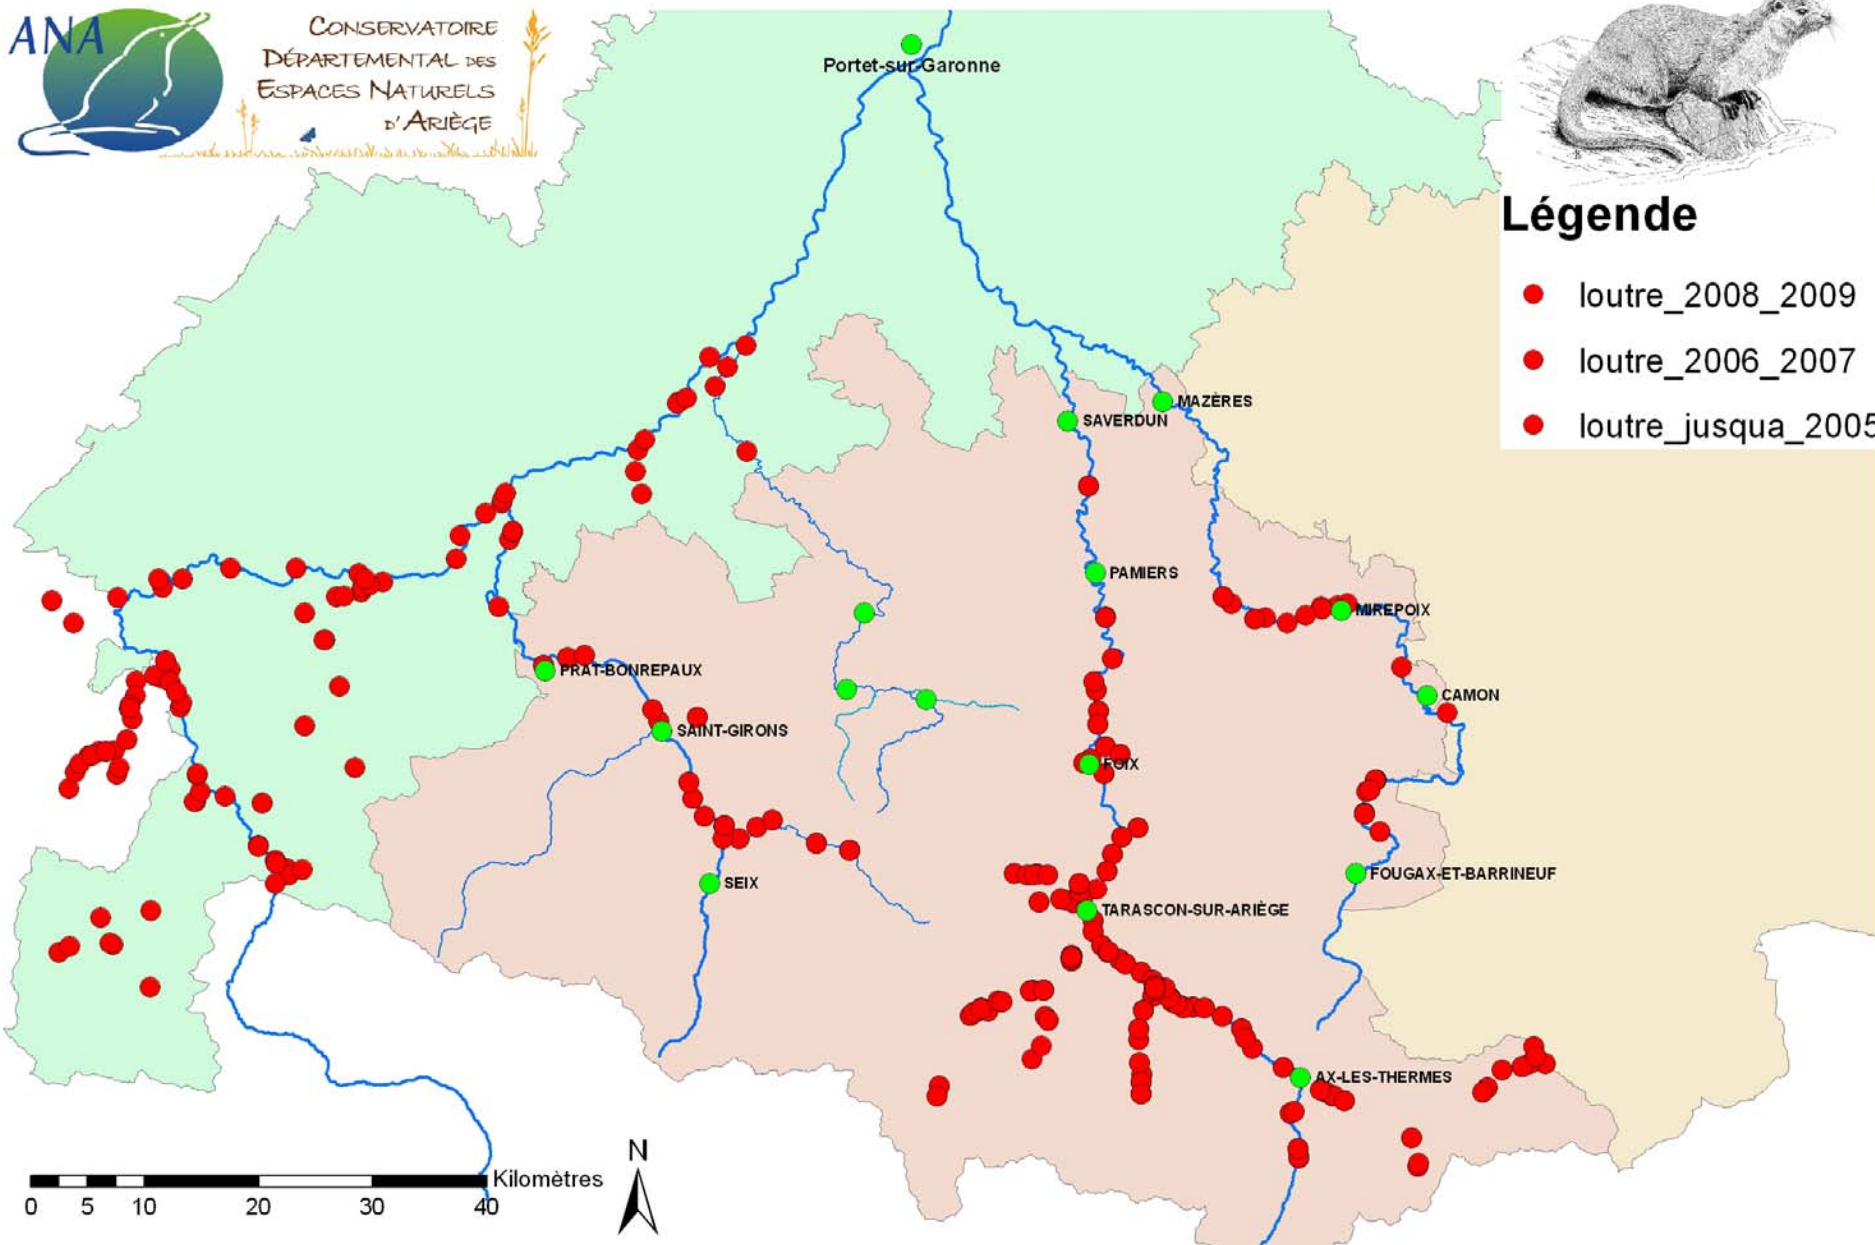 ANA
CONSERVATOIRE
DÉPARTEMENTAL DES
ESPACES NATURELS
D'ARIÈGE
Portet-sur-Garonne
Légende
loutre_2008_2009
loutre_2006_2007
loutre_jusqua_2005
MAZÈRES
SAVERDUN
PAMIERS
MIREPOIX
PRAT-BONREPAUX
CAMON
SAINT-GIRONS
FOIX
SEIX
FOUGAX-ET-BARRINEUF
TARASCON-SUR-ARIÈGE
AX-LES-THERMES
N
Kilomètres
0 5 10 20 30 40